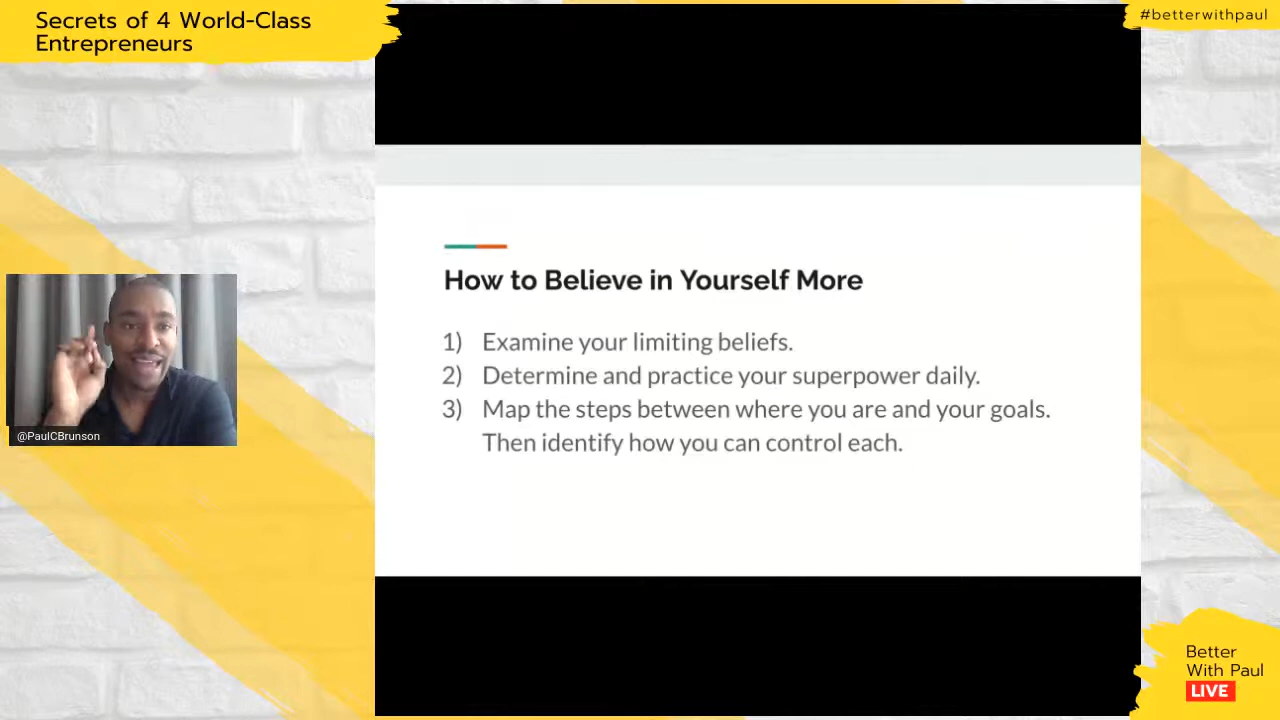 Secrets of 4 World-Class
Entrepreneurs
#betterwithpaul
How to Believe in Yourself More
1) Examine your limiting beliefs.
2) Determine and practice your superpower daily.
3) Map the steps between where you are and your goals.
Then identify how you can control each.
@PaulCBrunson
Better
With Paul
LIVE